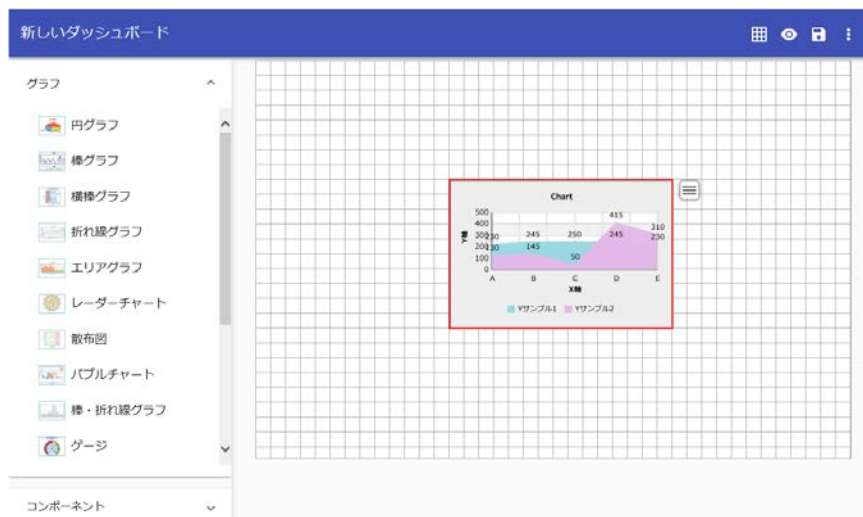 新しいダッシュボード
グラフ
円グラフ
棒グラフ
横棒グラフ
折れ線グラフ
エリアグラフ
レーダーチャート
散布図
バブルチャート
棒・折れ線グラフ
ゲージ
コンポーネント
Chart
Y軸
500
400
300
200
100
0
230
130
245
145
250
50
415
245
310
230
A B C D E
X軸
Yサンプル1 Yサンプル2